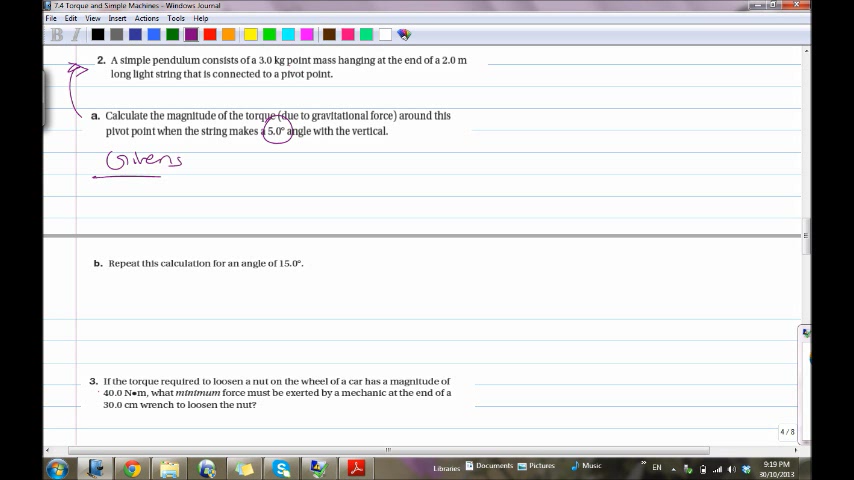 7.4 Torque and Simple Machines - Windows Journal
File Edit View Insert Actions Tools Help
B I
2. A simple pendulum consists of a 3.0 kg point mass hanging at the end of a 2.0 m
long light string that is connected to a pivot point.
a. Calculate the magnitude of the torque (due to gravitational force) around this
pivot point when the string makes a 5.0° angle with the vertical.
Givens
b. Repeat this calculation for an angle of 15.0°.
3. If the torque required to loosen a nut on the wheel of a car has a magnitude of
40.0 N•m, what minimum force must be exerted by a mechanic at the end of a
30.0 cm wrench to loosen the nut?
4 / 8
Libraries Documents Pictures Music » EN 9:19 PM
30/10/2013